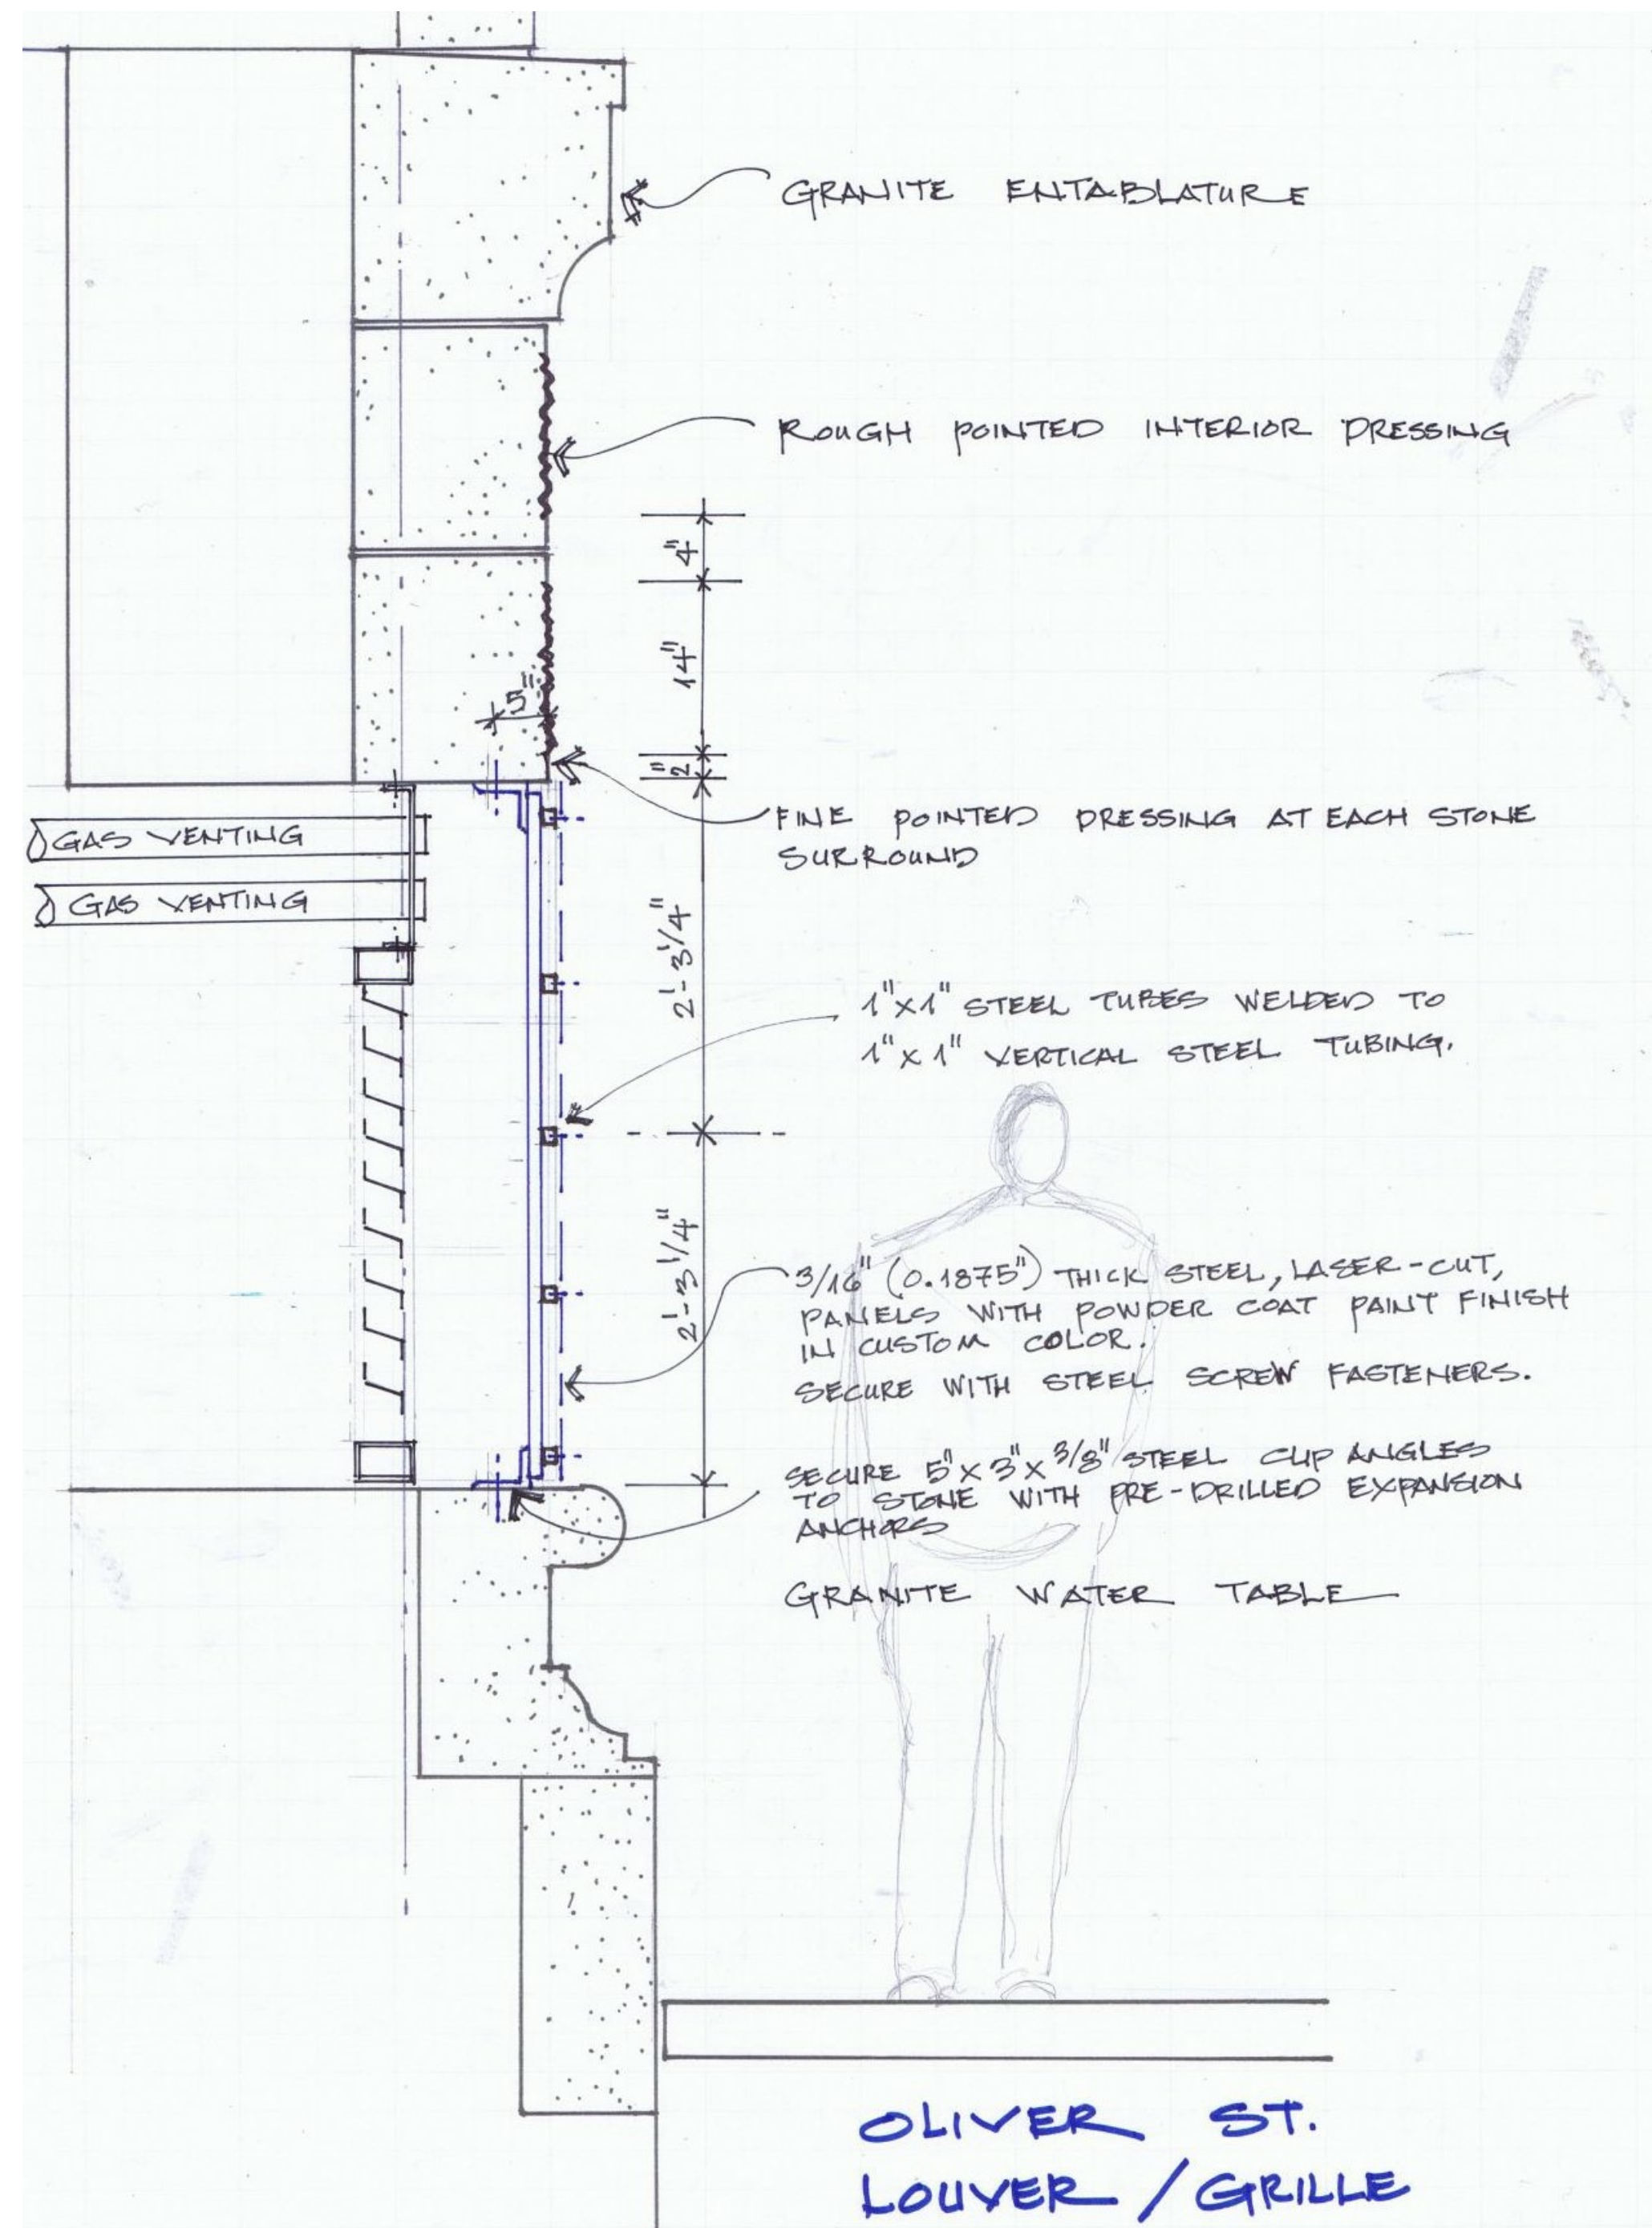 GRANITE ENTABLATURE
ROUGH POINTED INTERIOR DRESSING
4"
14"
5"
2"
FINE POINTED DRESSING AT EACH STONE
SURROUND
GAS VENTING
GAS VENTING
2'-3 1/4"
1"x1" STEEL TUBES WELDED TO
1"x1" VERTICAL STEEL TUBING.
2'-3 1/4"
3/16" (0.1875") THICK STEEL, LASER-CUT,
PANELS WITH POWDER COAT PAINT FINISH
IN CUSTOM COLOR.
SECURE WITH STEEL SCREW FASTENERS.
SECURE 5"x3"x3/8" STEEL CLIP ANGLES
TO STONE WITH PRE-DRILLED EXPANSION
ANCHORS
GRANITE WATER TABLE
OLIVER ST.
LOUVER / GRILLE